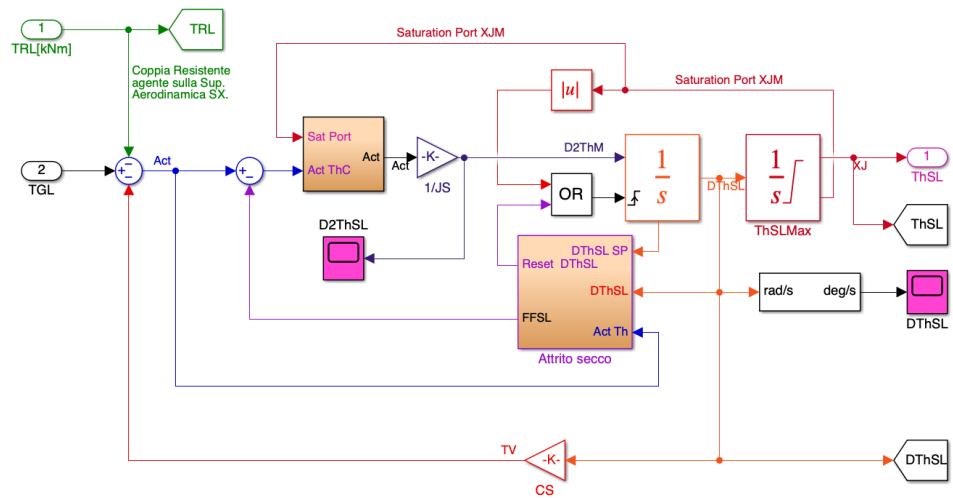 1
TRL[kNm]
TRL
Coppia Resistente
agente sulla Sup.
Aerodinamica SX.
Saturation Port XJM
Saturation Port XJM
|u|
Sat Port
Act ThC
Act
Act
-K-
1/JS
D2ThM
1
s
DThSL
1
s
ThSLMax
XJ
1
ThSL
ThSL
2
TGL
+
−
−
Act
+
−
OR
D2ThSL
DThSL SP
Reset DThSL
DThSL
FFSL
Act Th
Attrito secco
rad/s
deg/s
DThSL
TV
-K-
CS
DThSL